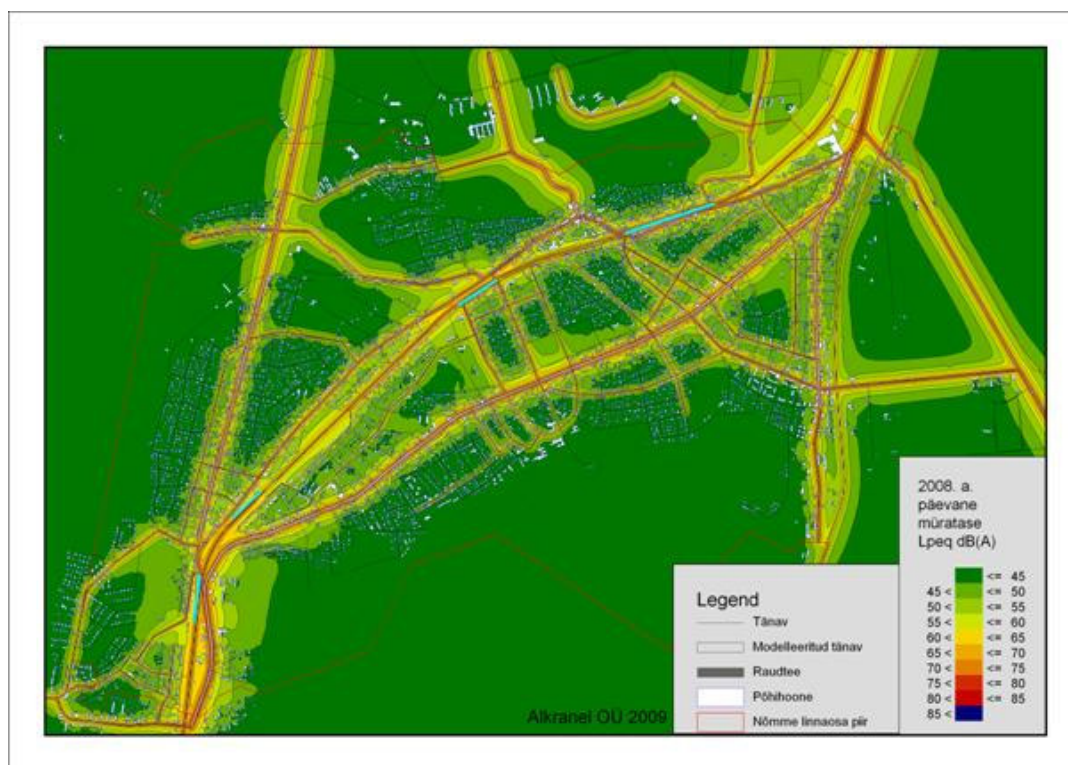 2008. a.
päevane
müratase
Lpeq dB(A)
<= 45
45 < <= 50
50 < <= 55
55 < <= 60
60 < <= 65
65 < <= 70
70 < <= 75
75 < <= 80
80 < <= 85
85 <
Legend
Tänav
Modelleeritud tänav
Raudtee
Põhihoone
Nõmme linnaosa piir
Alkranel OÜ 2009